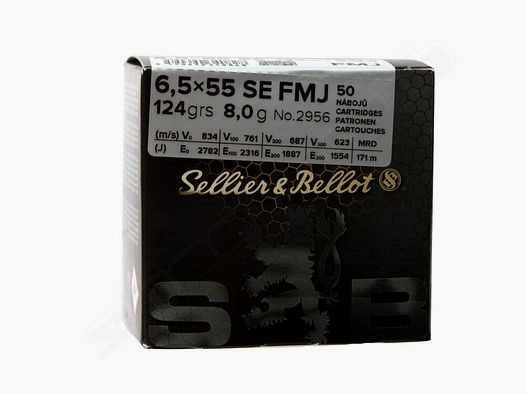 FMJ
6,5×55 SE FMJ 50
NÁBOJŮ
CARTRIDGES
PATRONEN
CARTOUCHES
124grs 8,0g No.2956
(m/s) V0 834 V100 761 V200 687 V300 623 MRD
(J) E0 2782 E100 2316 E200 1887 E300 1554 171 m
Sellier & Bellot
S B